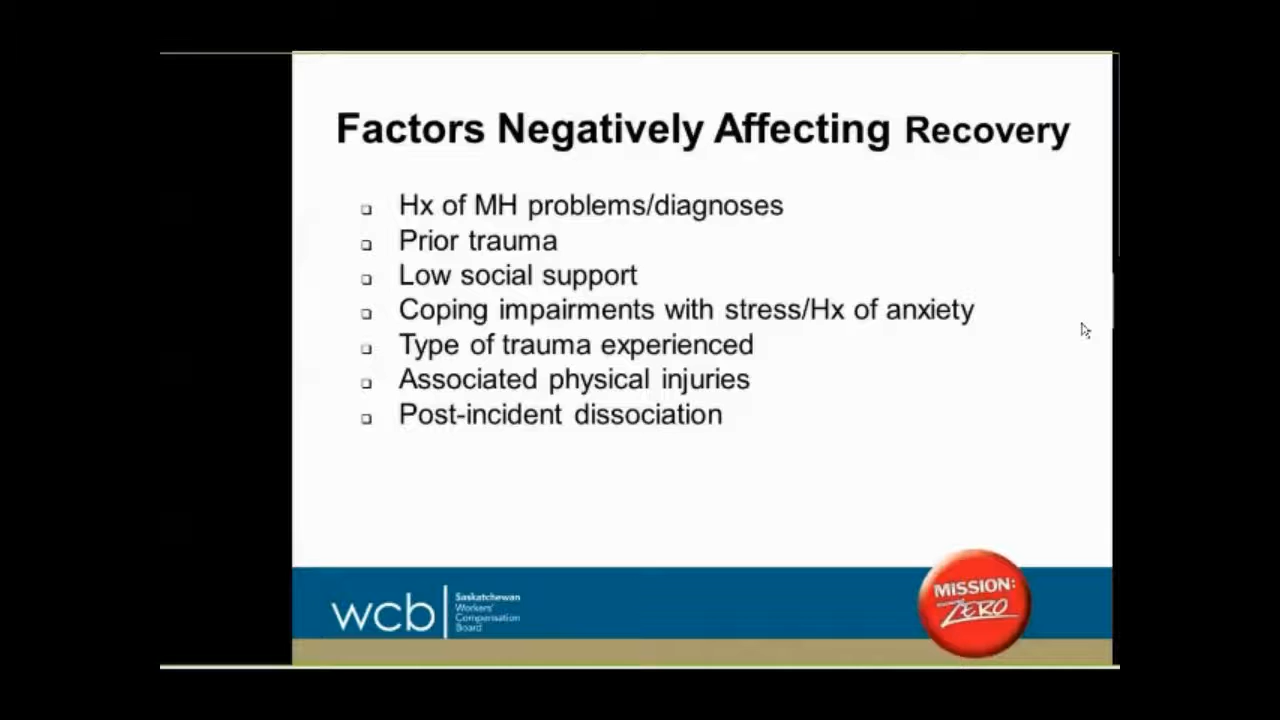 Factors Negatively Affecting Recovery
Hx of MH problems/diagnoses
Prior trauma
Low social support
Coping impairments with stress/Hx of anxiety
Type of trauma experienced
Associated physical injuries
Post-incident dissociation
wcb
Saskatchewan
Workers'
Compensation
Board
MiSSiON:
ZERO